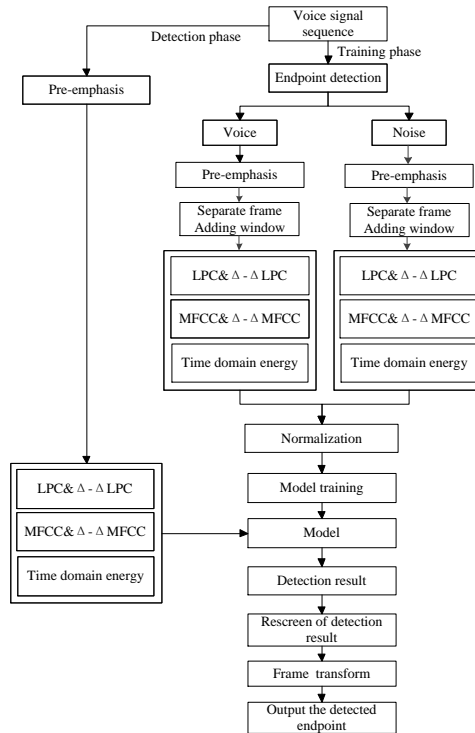 Voice signal
sequence
Detection phase
Training phase
Pre-emphasis
Endpoint detection
Voice
Noise
Pre-emphasis
Pre-emphasis
Separate frame
Adding window
Separate frame
Adding window
LPC& Δ - Δ LPC
MFCC& Δ - Δ MFCC
Time domain energy
LPC& Δ - Δ LPC
MFCC& Δ - Δ MFCC
Time domain energy
Normalization
LPC& Δ - Δ LPC
MFCC& Δ - Δ MFCC
Time domain energy
Model training
Model
Detection result
Rescreen of detection
result
Frame transform
Output the detected
endpoint